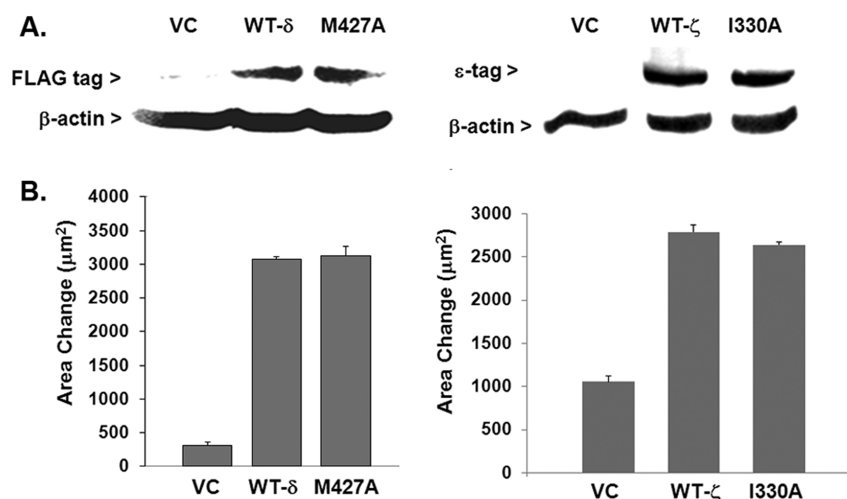 A.
VC WT-δ M427A
FLAG tag >
β-actin >
VC WT-ζ I330A
ε-tag >
β-actin >
B.
Area Change (µm²)
4000
3500
3000
2500
2000
1500
1000
500
0
VC WT-δ M427A
Area Change (µm²)
3000
2500
2000
1500
1000
500
0
VC WT-ζ I330A